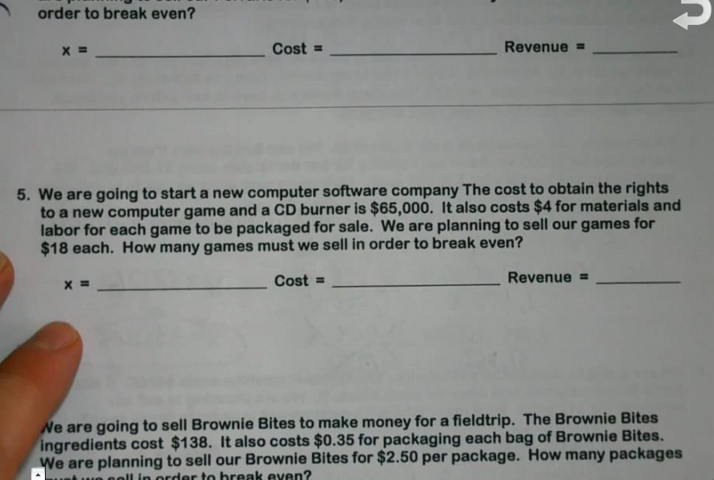 order to break even?
x = Cost = Revenue =
5. We are going to start a new computer software company The cost to obtain the rights
to a new computer game and a CD burner is $65,000. It also costs $4 for materials and
labor for each game to be packaged for sale. We are planning to sell our games for
$18 each. How many games must we sell in order to break even?
x = Cost = Revenue =
We are going to sell Brownie Bites to make money for a fieldtrip. The Brownie Bites
ingredients cost $138. It also costs $0.35 for packaging each bag of Brownie Bites.
We are planning to sell our Brownie Bites for $2.50 per package. How many packages
must we sell in order to break even?